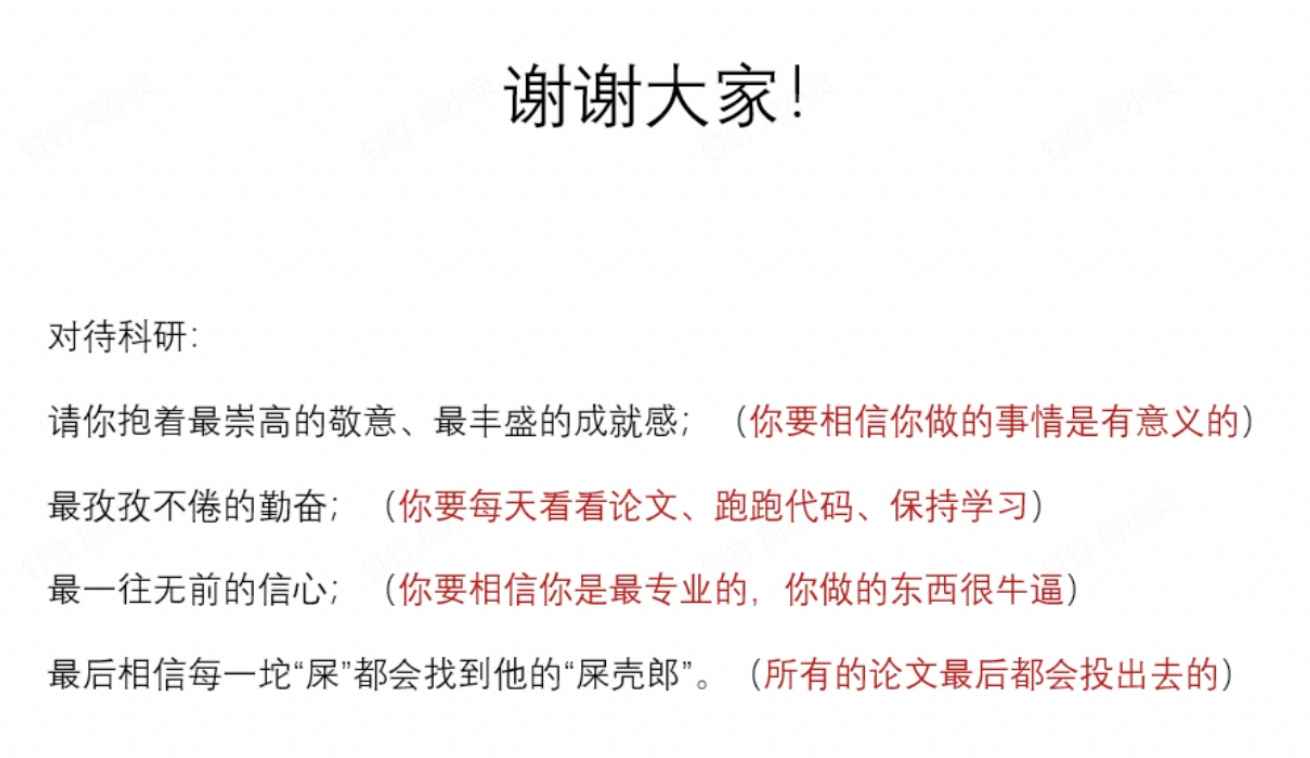 谢谢大家！
对待科研：
请你抱着最崇高的敬意、最丰盛的成就感；（你要相信你做的事情是有意义的）
最孜孜不倦的勤奋；（你要每天看看论文、跑跑代码、保持学习）
最一往无前的信心；（你要相信你是最专业的，你做的东西很牛逼）
最后相信每一坨“屎”都会找到他的“屎壳郎”。（所有的论文最后都会投出去的）
钉钉 周小灵
钉钉 周小灵
钉钉 周小灵
钉钉 周小灵
钉钉 周小灵
钉钉 周小灵
钉钉 周小灵
钉钉 周小灵